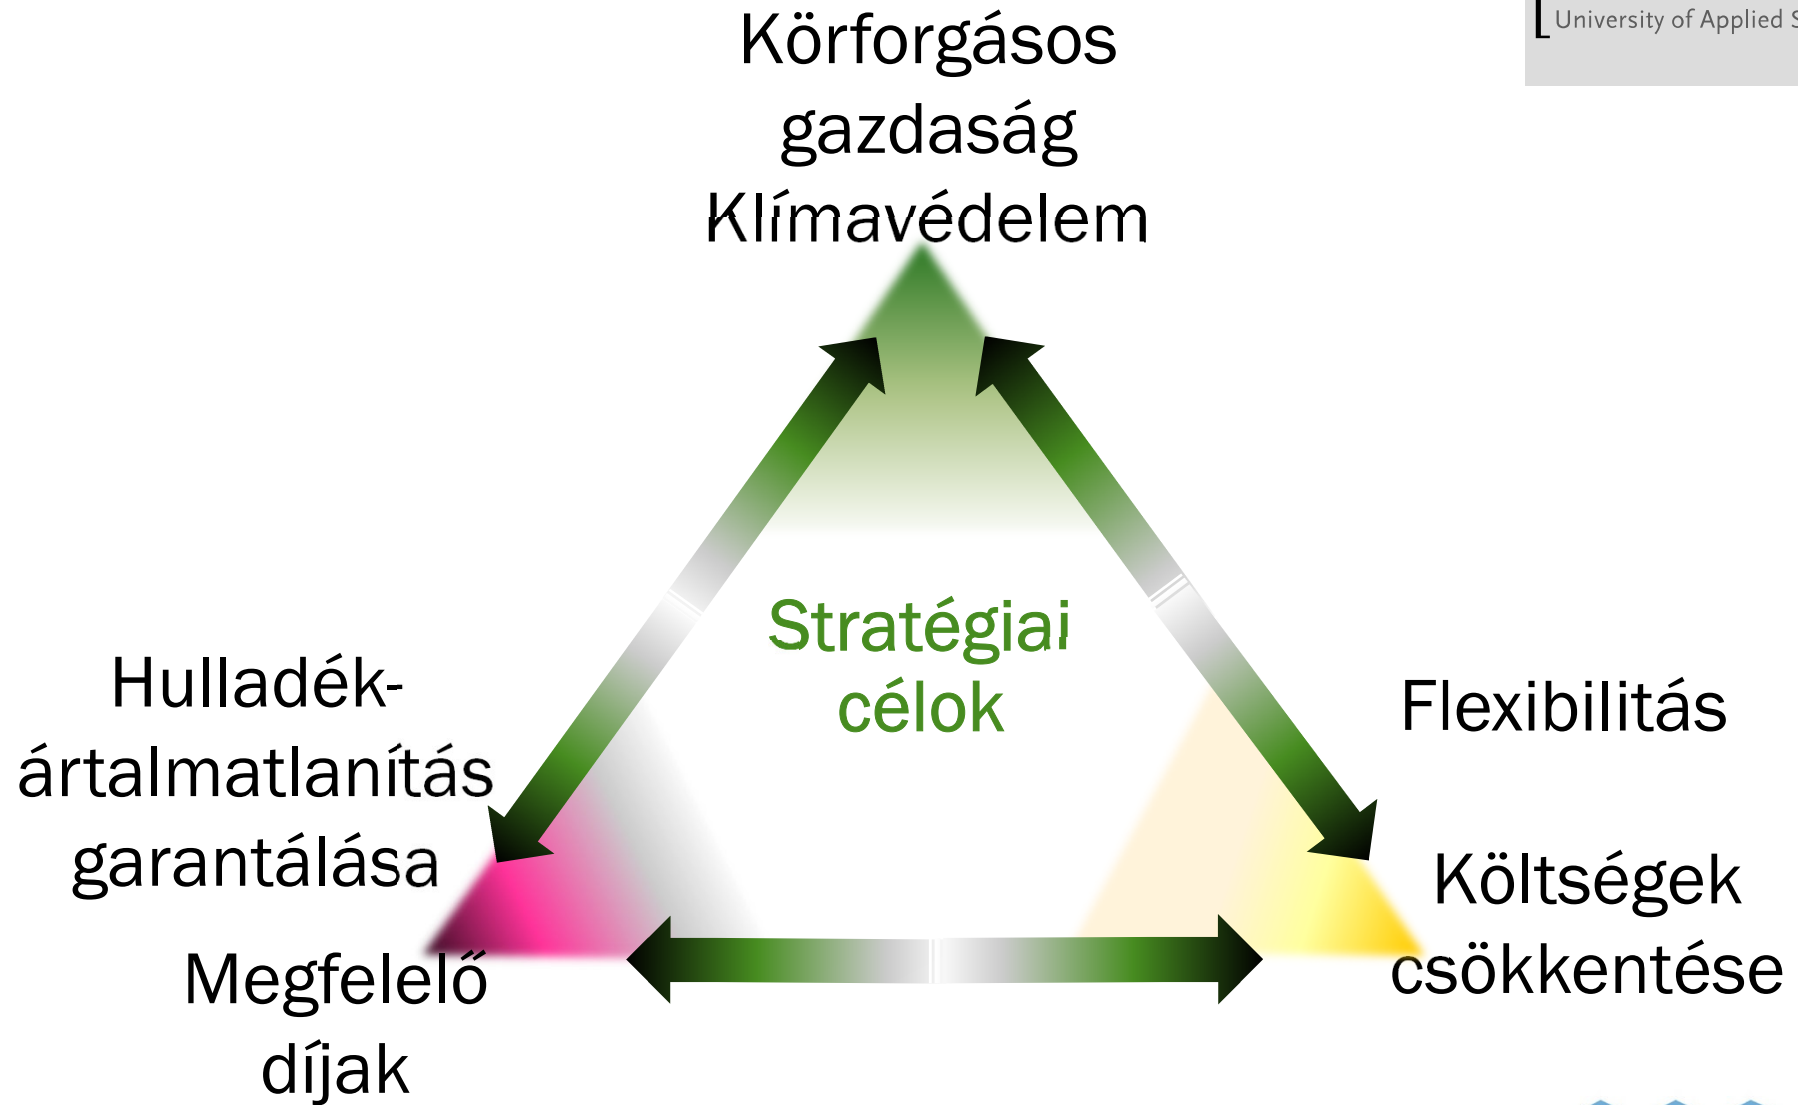 University of Applied S
Körforgásos
gazdaság
Klímavédelem
Stratégiai
célok
Hulladék-
ártalmatlanítás
garantálása
Megfelelő
díjak
Flexibilitás
Költségek
csökkentése